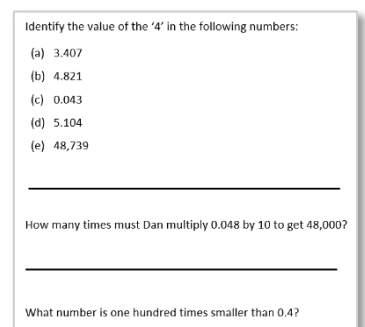 Identify the value of the ‘4’ in the following numbers:
(a) 3.407
(b) 4.821
(c) 0.043
(d) 5.104
(e) 48,739
How many times must Dan multiply 0.048 by 10 to get 48,000?
What number is one hundred times smaller than 0.4?